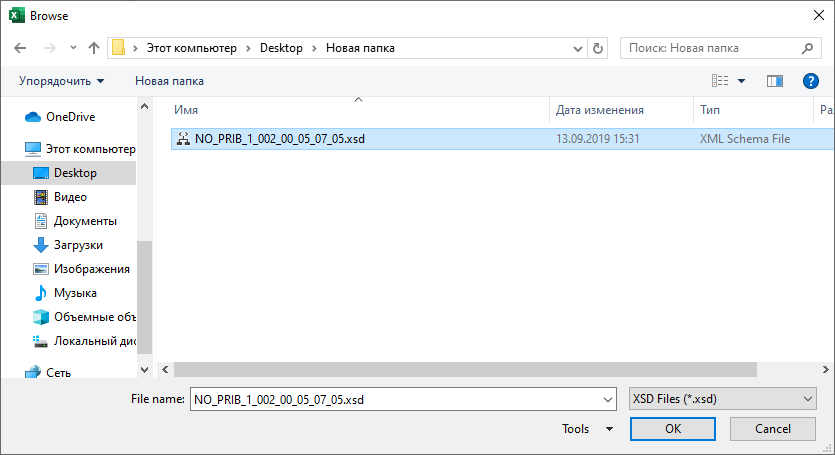 Browse
Этот компьютер
Desktop
Новая папка
Поиск: Новая папка
Упорядочить
Новая папка
?
OneDrive
Этот компьютер
Desktop
Видео
Документы
Загрузки
Изображения
Музыка
Объемные объ
Локальный дис
Сеть
Имя
Дата изменения
Тип
Ра
NO_PRIB_1_002_00_05_07_05.xsd
13.09.2019 15:31
XML Schema File
File name:
NO_PRIB_1_002_00_05_07_05.xsd
XSD Files (*.xsd)
Tools
OK
Cancel